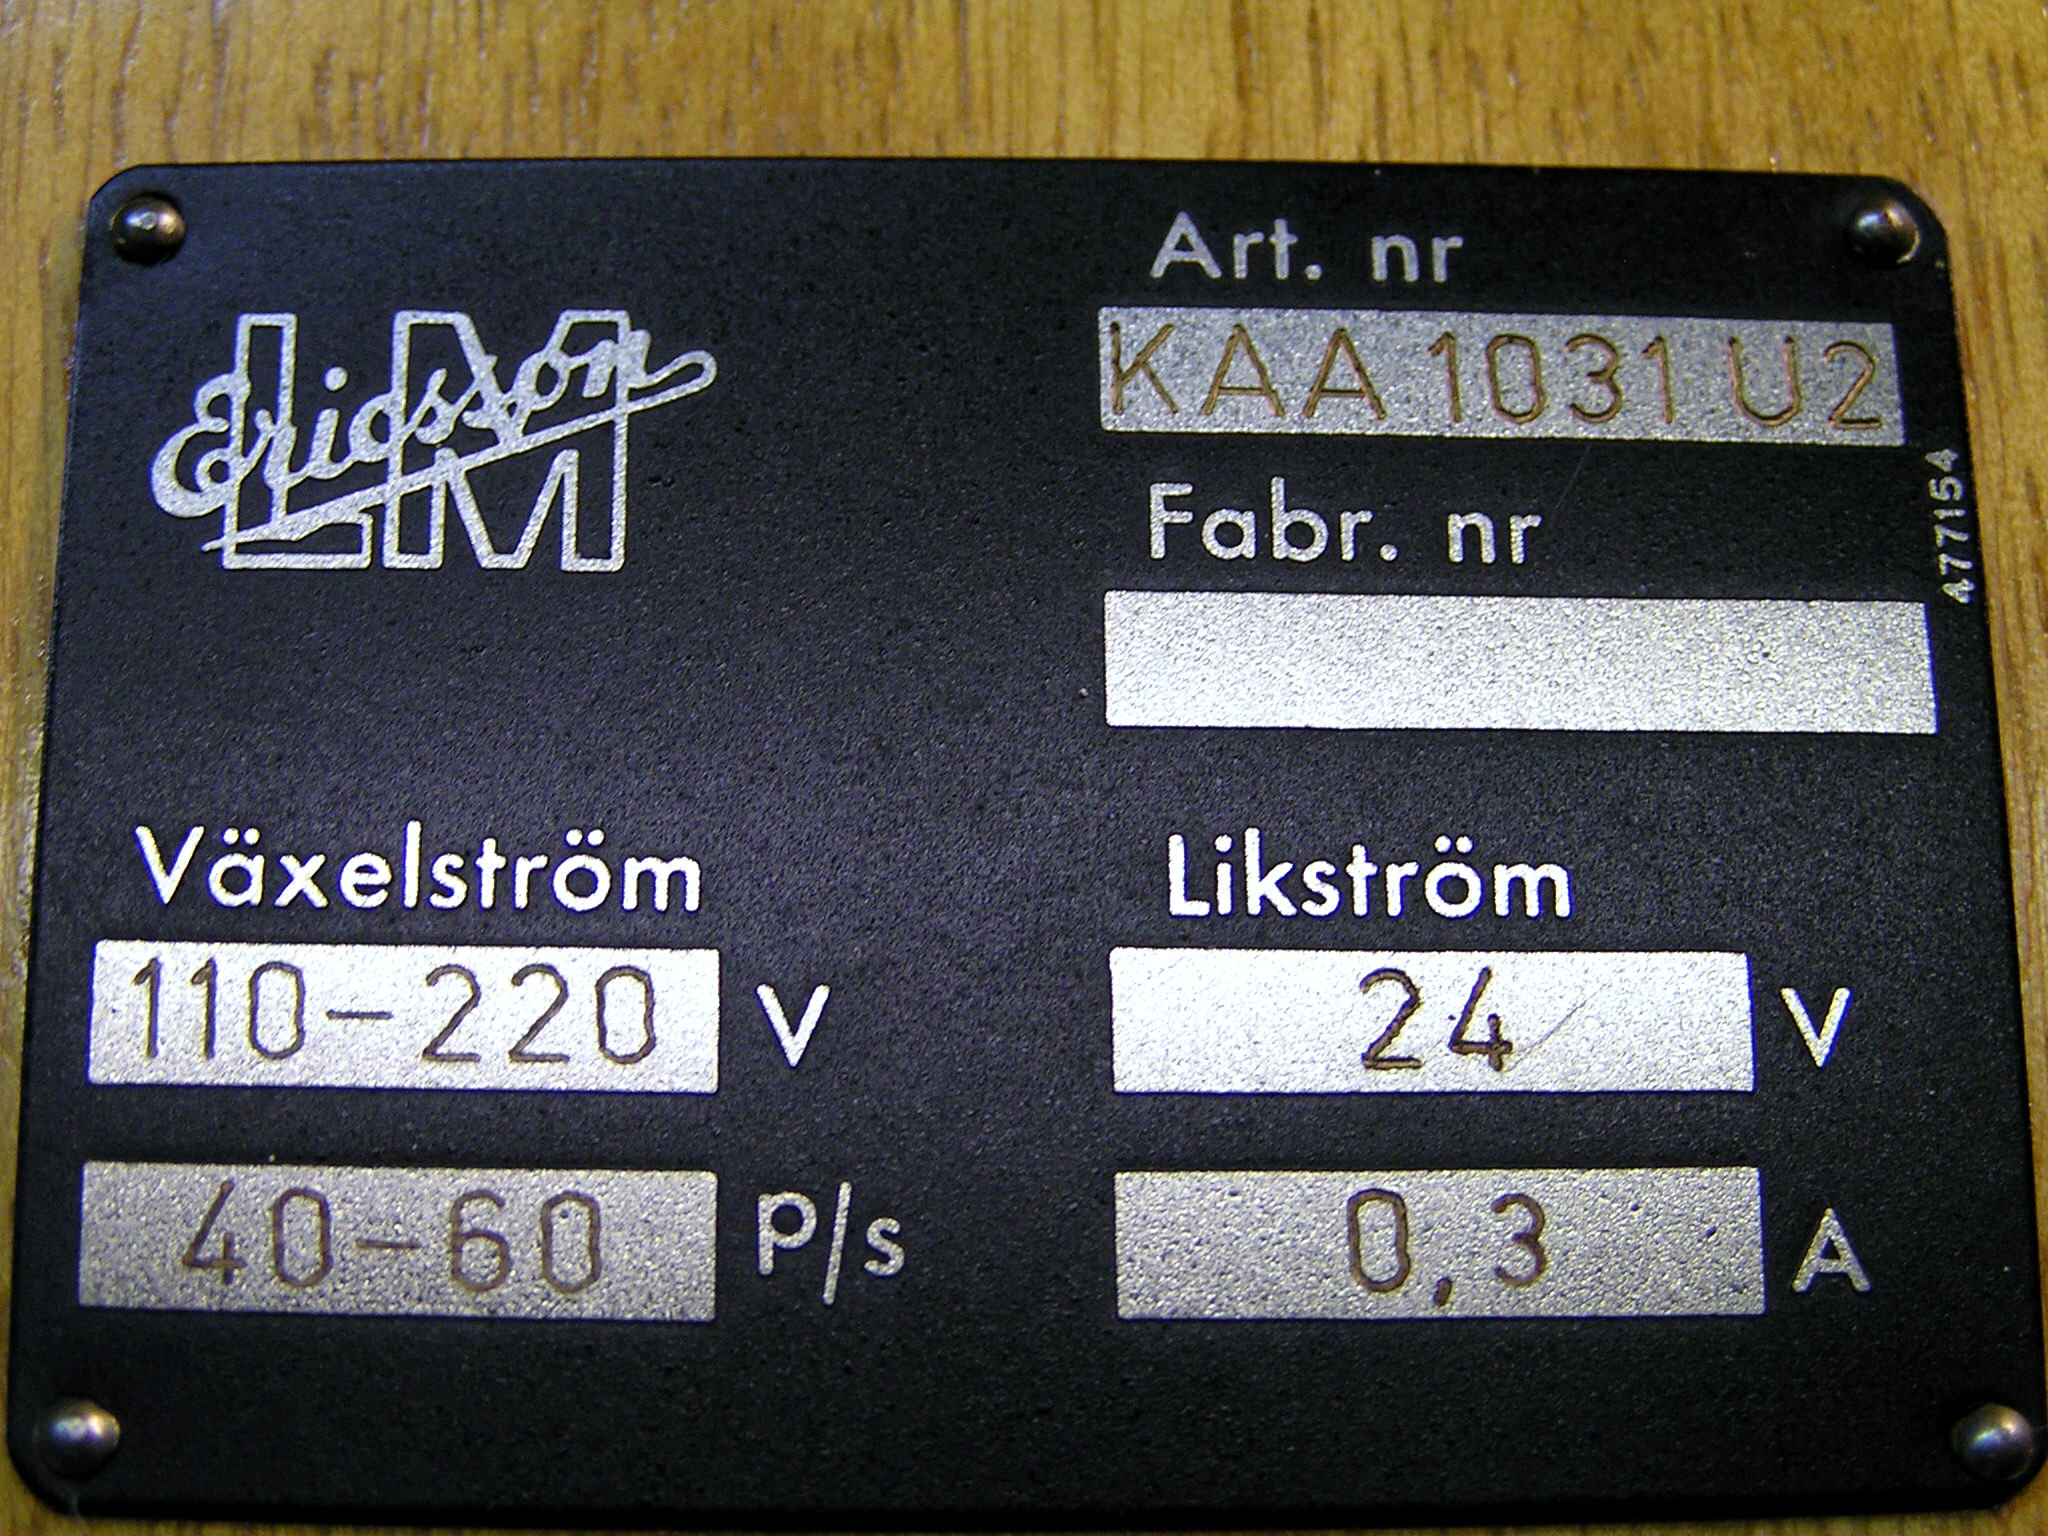 LM Ericsson
Art. nr
KAA 1031 U2
Fabr. nr
477154
Växelström
110-220 V
40-60 P/s
Likström
24 V
0,3 A